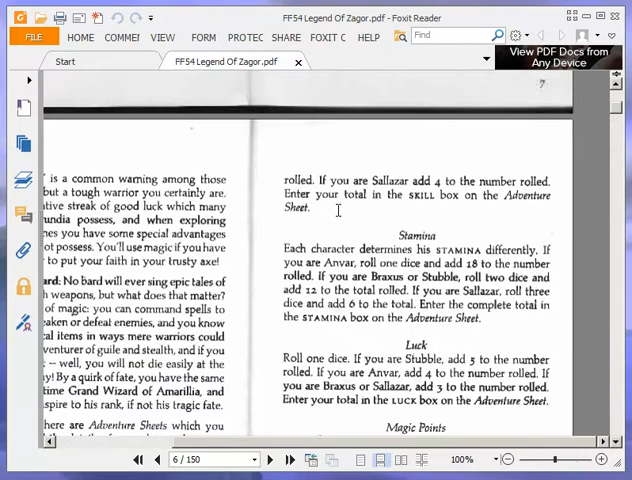 FF54 Legend Of Zagor.pdf - Foxit Reader
FILE HOME COMMEI VIEW FORM PROTEC SHARE FOXIT C HELP Find
Start FF54 Legend Of Zagor.pdf
View PDF Docs from
Any Device
7
is a common warning among those
but a tough warrior you certainly are.
ative streak of good luck which many
undia possess, and when exploring
nes you have some special advantages
ot possess. You'll use magic if you have
to put your faith in your trusty axe!
ard: No bard will ever sing epic tales of
h weapons, but what does that matter?
of magic: you can command spells to
eaken or defeat enemies, and you know
cal items in ways mere warriors could
venturer of guile and stealth, and if you
-- well, you will not die easily at the
y! By a quirk of fate, you have the same
time Grand Wizard of Amarillia, and
spire to his rank, if not his tragic fate.
here are Adventure Sheets which you
rolled. If you are Sallazar add 4 to the number rolled.
Enter your total in the SKILL box on the Adventure
Sheet.
Stamina
Each character determines his STAMINA differently. If
you are Anvar, roll one dice and add 18 to the number
rolled. If you are Braxus or Stubble, roll two dice and
add 12 to the total rolled. If you are Sallazar, roll three
dice and add 6 to the total. Enter the complete total in
the STAMINA box on the Adventure Sheet.
Luck
Roll one dice. If you are Stubble, add 5 to the number
rolled. If you are Anvar, add 4 to the number rolled. If
you are Braxus or Sallazar, add 3 to the number rolled.
Enter your total in the LUCK box on the Adventure Sheet.
Magic Points
6 / 150
100%